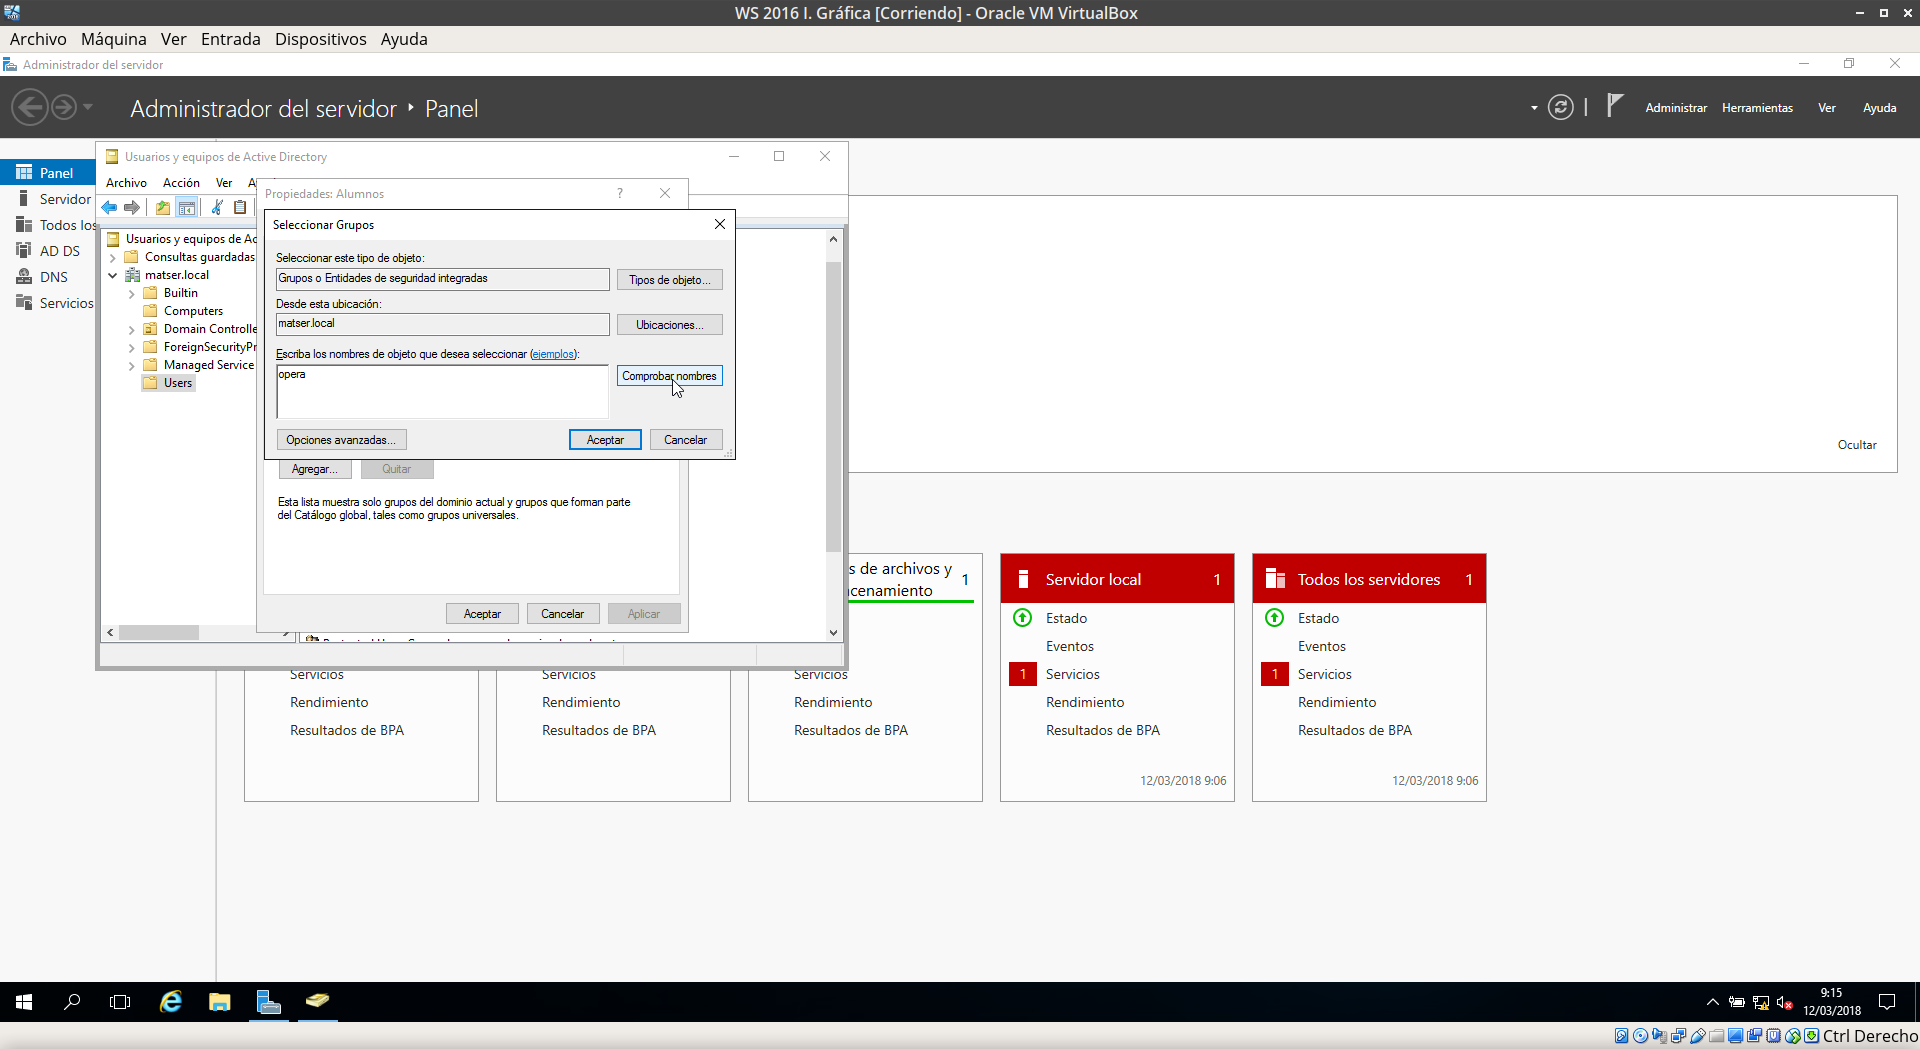 WS 2016 I. Gráfica [Corriendo] - Oracle VM VirtualBox
Archivo Máquina Ver Entrada Dispositivos Ayuda
Administrador del servidor
Administrador del servidor ‣ Panel
Administrar Herramientas Ver Ayuda
Panel
Servidor
Todos los
AD DS
DNS
Servicios
Usuarios y equipos de Active Directory
Archivo Acción Ver
Usuarios y equipos de Ac
Consultas guardadas
matser.local
Builtin
Computers
Domain Controlle
ForeignSecurityPr
Managed Service
Users
Propiedades: Alumnos
?
Seleccionar Grupos
Seleccionar este tipo de objeto:
Grupos o Entidades de seguridad integradas
Tipos de objeto...
Desde esta ubicación:
matser.local
Ubicaciones...
Escriba los nombres de objeto que desea seleccionar (ejemplos):
opera
Comprobar nombres
Opciones avanzadas...
Aceptar
Cancelar
Agregar...
Quitar
Esta lista muestra solo grupos del dominio actual y grupos que forman parte
del Catálogo global, tales como grupos universales.
Aceptar
Cancelar
Aplicar
Ocultar
Servicios
Rendimiento
Resultados de BPA
Servicios
Rendimiento
Resultados de BPA
s de archivos y
cenamiento
1
Servicios
Rendimiento
Resultados de BPA
Servidor local 1
Estado
Eventos
1 Servicios
Rendimiento
Resultados de BPA
12/03/2018 9:06
Todos los servidores 1
Estado
Eventos
1 Servicios
Rendimiento
Resultados de BPA
12/03/2018 9:06
9:15
12/03/2018
Ctrl Derecho